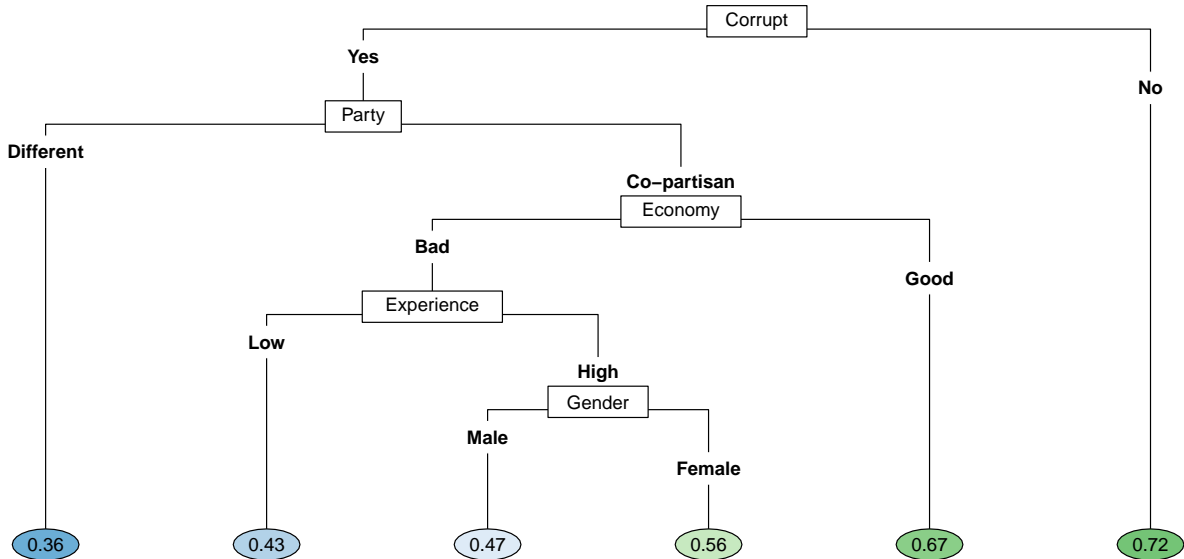 Corrupt
Yes
No
Party
Different
Co−partisan
Economy
Bad
Good
Experience
Low
High
Gender
Male
Female
0.36
0.43
0.47
0.56
0.67
0.72